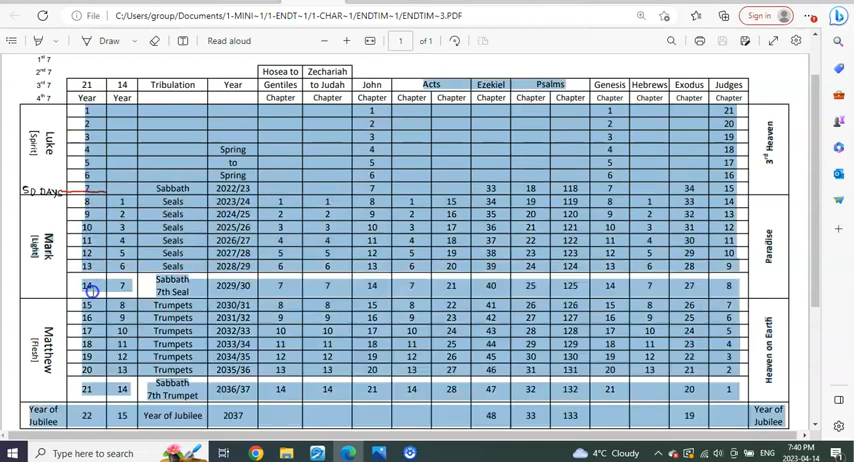 File
C:/Users/group/Documents/1-MINI~1/1-ENDT~1/1-CHAR~1/ENDTIM~1/ENDTIM~3.PDF
Sign in
Draw
Read aloud
1
of 1
1st 7
2nd 7
3rd 7
4th 7
Hosea to Zechariah
21 14 Tribulation Year Gentiles to Judah John Acts Ezekiel Psalms Genesis Hebrews Exodus Judges
Year Year Chapter Chapter Chapter Chapter Chapter Chapter Chapter Chapter Chapter Chapter Chapter Chapter
Luke
[Spirit]
1 1 1 21
2 2 2 20
3 3 3 19
4 Spring 4 4 18
5 to 5 5 17
6 Spring 6 6 16
50 DAYS
7 Sabbath 2022/23 7 33 18 118 7 34 15
3rd Heaven
Mark
[Light]
8 1 Seals 2023/24 1 1 8 1 15 34 19 119 8 1 33 14
9 2 Seals 2024/25 2 2 9 2 16 35 20 120 9 2 32 13
10 3 Seals 2025/26 3 3 10 3 17 36 21 121 10 3 31 12
11 4 Seals 2026/27 4 4 11 4 18 37 22 122 11 4 30 11
12 5 Seals 2027/28 5 5 12 5 19 38 23 123 12 5 29 10
13 6 Seals 2028/29 6 6 13 6 20 39 24 124 13 6 28 9
Sabbath
14 7 2029/30 7 7 14 7 21 40 25 125 14 7 27 8
7th Seal
Paradise
Matthew
[Flesh]
15 8 Trumpets 2030/31 8 8 15 8 22 41 26 126 15 8 26 7
16 9 Trumpets 2031/32 9 9 16 9 23 42 27 127 16 9 25 6
17 10 Trumpets 2032/33 10 10 17 10 24 43 28 128 17 10 24 5
18 11 Trumpets 2033/34 11 11 18 11 25 44 29 129 18 11 23 4
19 12 Trumpets 2034/35 12 12 19 12 26 45 30 130 19 12 22 3
20 13 Trumpets 2035/36 13 13 20 13 27 46 31 131 20 13 21 2
Sabbath
21 14 2036/37 14 14 21 14 28 47 32 132 21 20 1
7th Trumpet
Heaven on Earth
Year of
Jubilee
22 15 Year of Jubilee 2037 48 33 133 19
Year of
Jubilee
Type here to search
4°C Cloudy
ENG
7:40 PM
2023-04-14